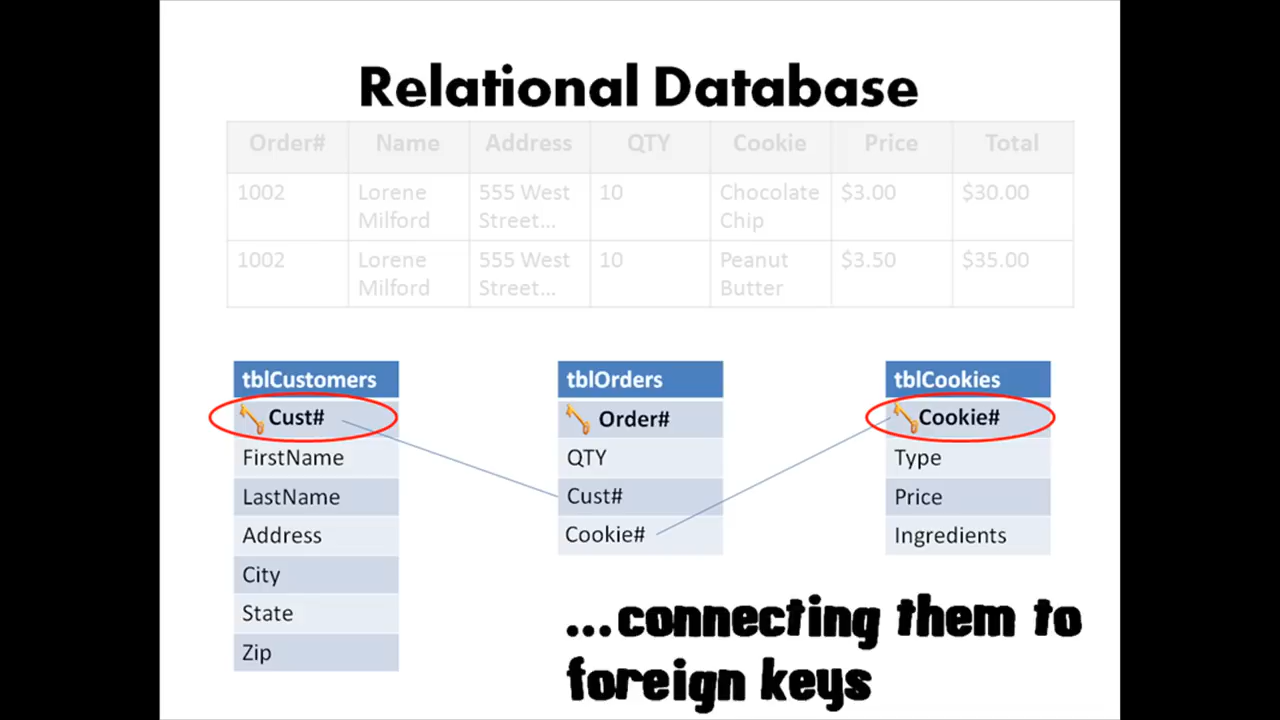 Relational Database
Order# Name Address QTY Cookie Price Total
1002 Lorene Milford 555 West Street... 10 Chocolate Chip $3.00 $30.00
1002 Lorene Milford 555 West Street... 10 Peanut Butter $3.50 $35.00
tblCustomers
Cust#
FirstName
LastName
Address
City
State
Zip
tblOrders
Order#
QTY
Cust#
Cookie#
tblCookies
Cookie#
Type
Price
Ingredients
...connecting them to
foreign keys